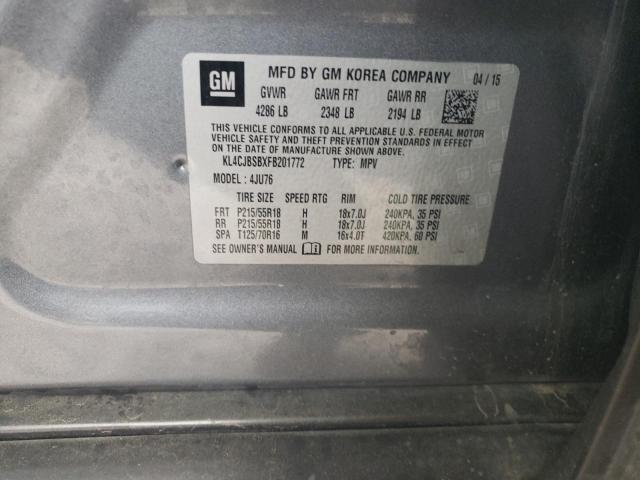 GM
MFD BY GM KOREA COMPANY 04 / 15
GVWR GAWR FRT GAWR RR
4286 LB 2348 LB 2194 LB
THIS VEHICLE CONFORMS TO ALL APPLICABLE U.S. FEDERAL MOTOR
VEHICLE SAFETY AND THEFT PREVENTION STANDARDS IN EFFECT
ON THE DATE OF MANUFACTURE SHOWN ABOVE.
KL4CJBSBXFB201772 TYPE: MPV
MODEL: 4JU76
TIRE SIZE SPEED RTG RIM COLD TIRE PRESSURE
FRT P215/55R18 H 18x7.0J 240KPA, 35 PSI
RR P215/55R18 H 18x7.0J 240KPA, 35 PSI
SPA T125/70R16 M 16x4.0T 420KPA, 60 PSI
SEE OWNER'S MANUAL FOR MORE INFORMATION.